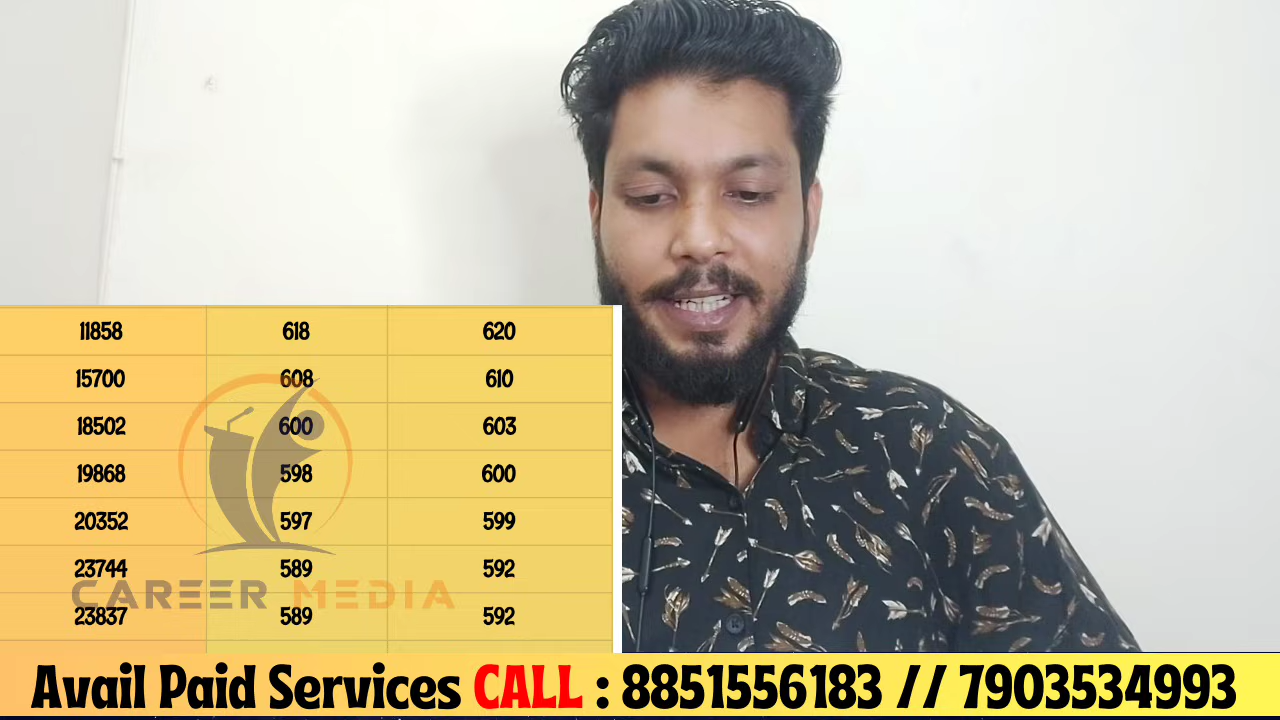 11858 618 620
15700 608 610
18502 600 603
19868 598 600
20352 597 599
23744 589 592
CAREER MEDIA
23837 589 592
Avail Paid Services CALL : 8851556183 // 7903534993